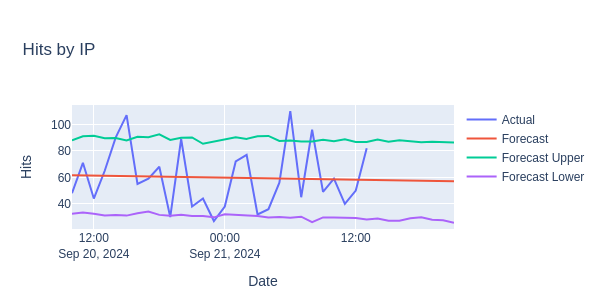 Hits by IP
Hits
100
80
60
40
12:00
Sep 20, 2024
00:00
Sep 21, 2024
12:00
Date
Actual
Forecast
Forecast Upper
Forecast Lower